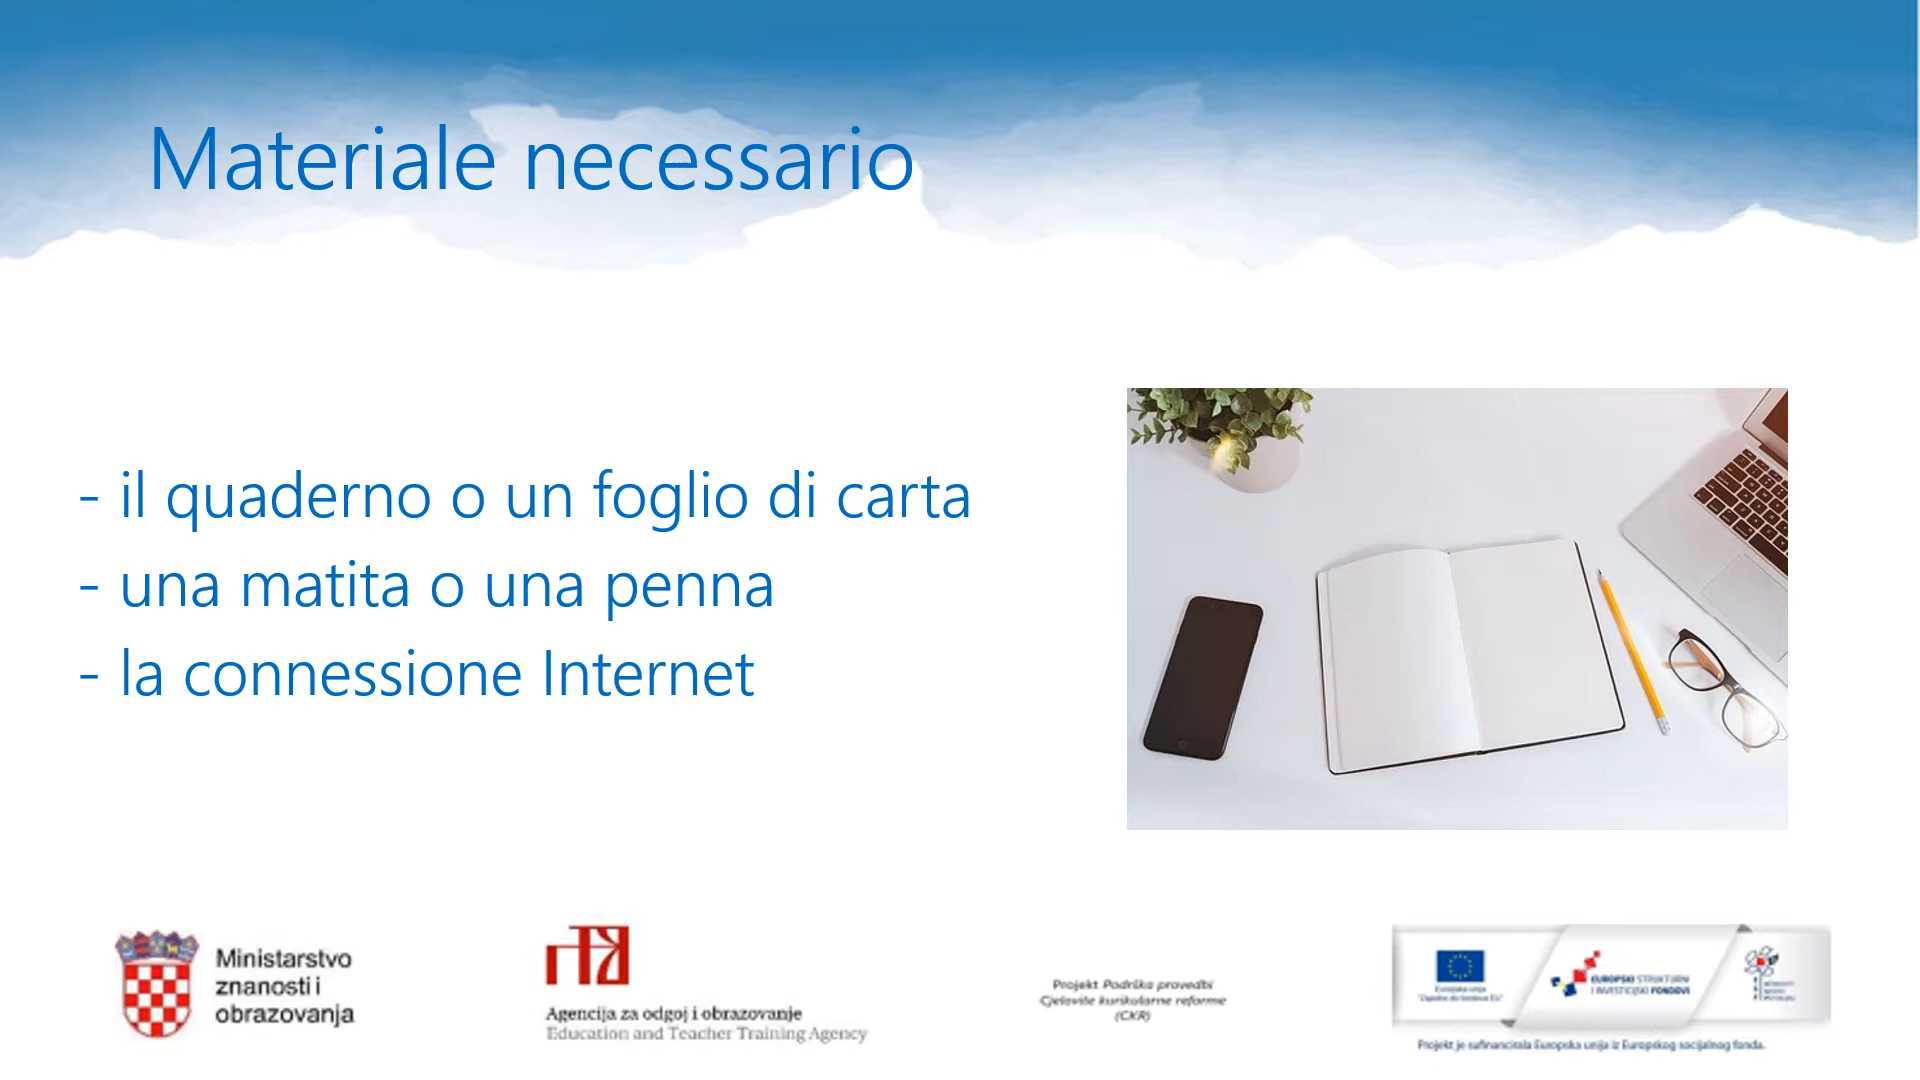 Materiale necessario
- il quaderno o un foglio di carta
- una matita o una penna
- la connessione Internet
Ministarstvo
znanosti i
obrazovanja
Agencija za odgoj i obrazovanje
Education and Teacher Training Agency
Projekt Podrška provedbi
Cjelovite kurikularne reforme
(CKR)
Europska unija
EUROPSKI STRUKTURNI
I INVESTICIJSKI FONDOVI
Projekt je sufinancirala Europska unija iz Europskog socijalnog fonda.